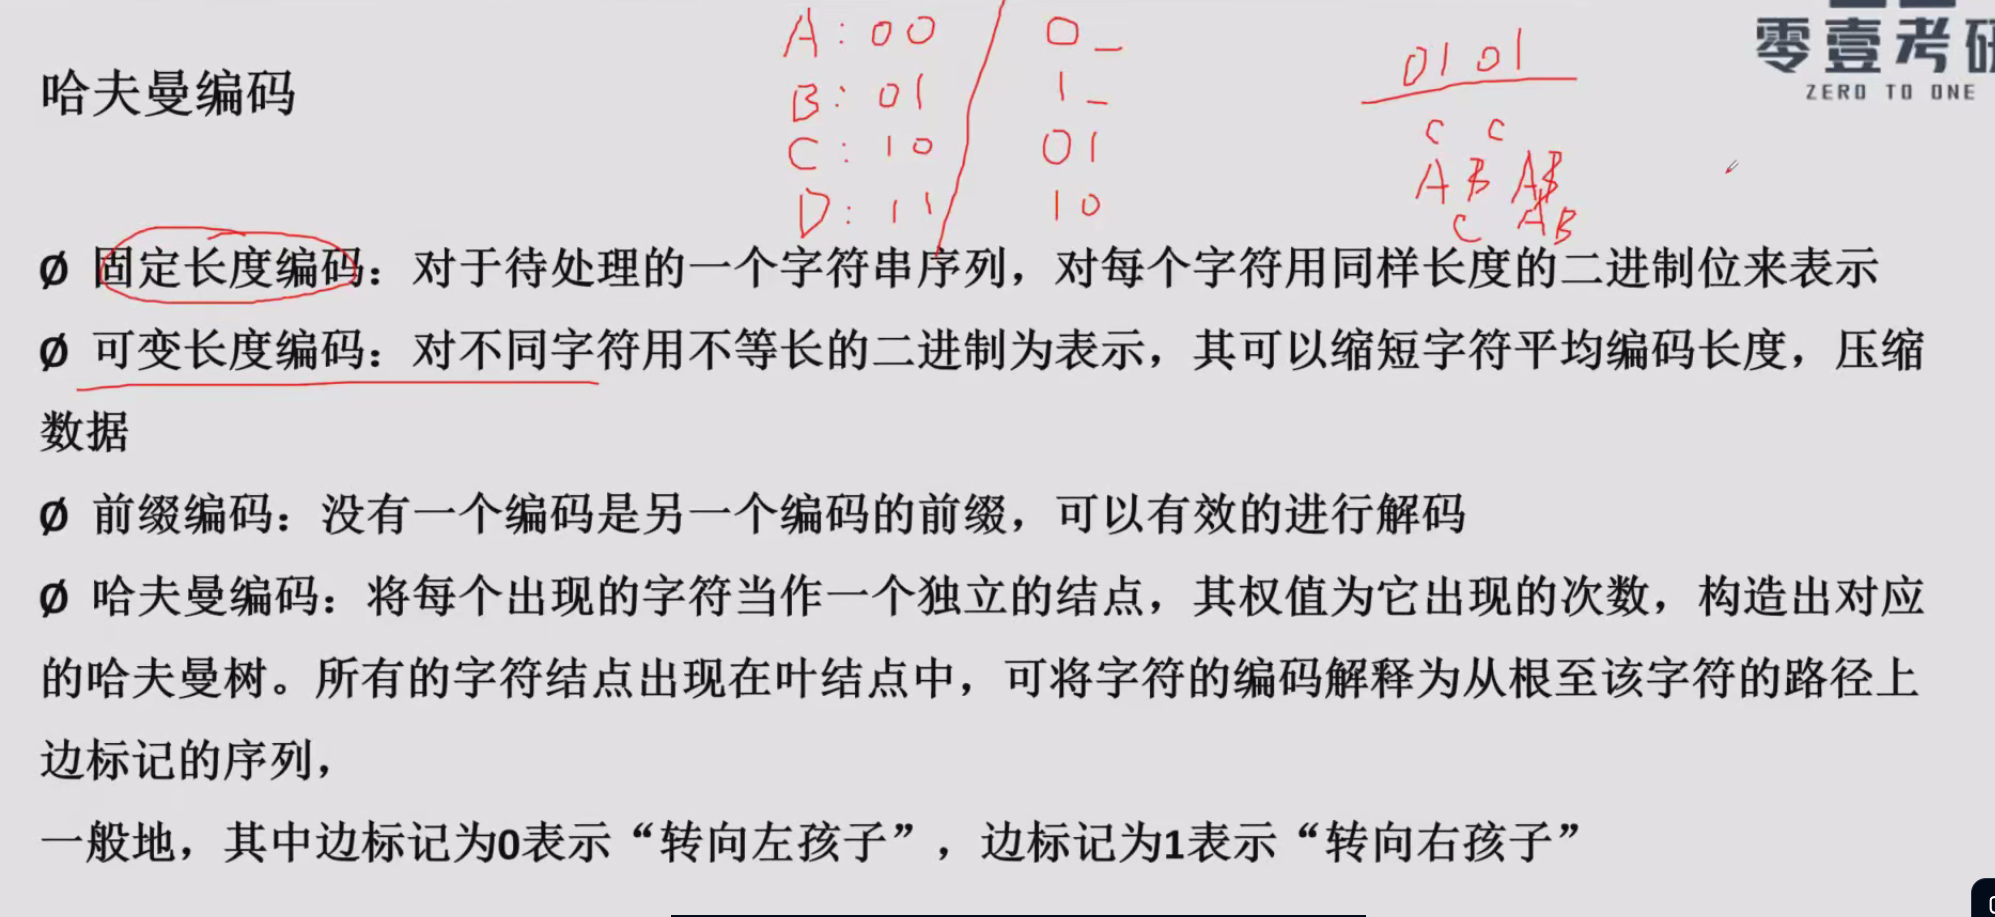 A：00 0_
B：01 1_
C：10 01
D：11 10
0101
C C
A B A B
C A B
零壹考研
ZERO TO ONE
哈夫曼编码
Ø 固定长度编码：对于待处理的一个字符串序列，对每个字符用同样长度的二进制位来表示
Ø 可变长度编码：对不同字符用不等长的二进制为表示，其可以缩短字符平均编码长度，压缩
数据
Ø 前缀编码：没有一个编码是另一个编码的前缀，可以有效的进行解码
Ø 哈夫曼编码：将每个出现的字符当作一个独立的结点，其权值为它出现的次数，构造出对应
的哈夫曼树。所有的字符结点出现在叶结点中，可将字符的编码解释为从根至该字符的路径上
边标记的序列，
一般地，其中边标记为0表示“转向左孩子”，边标记为1表示“转向右孩子”